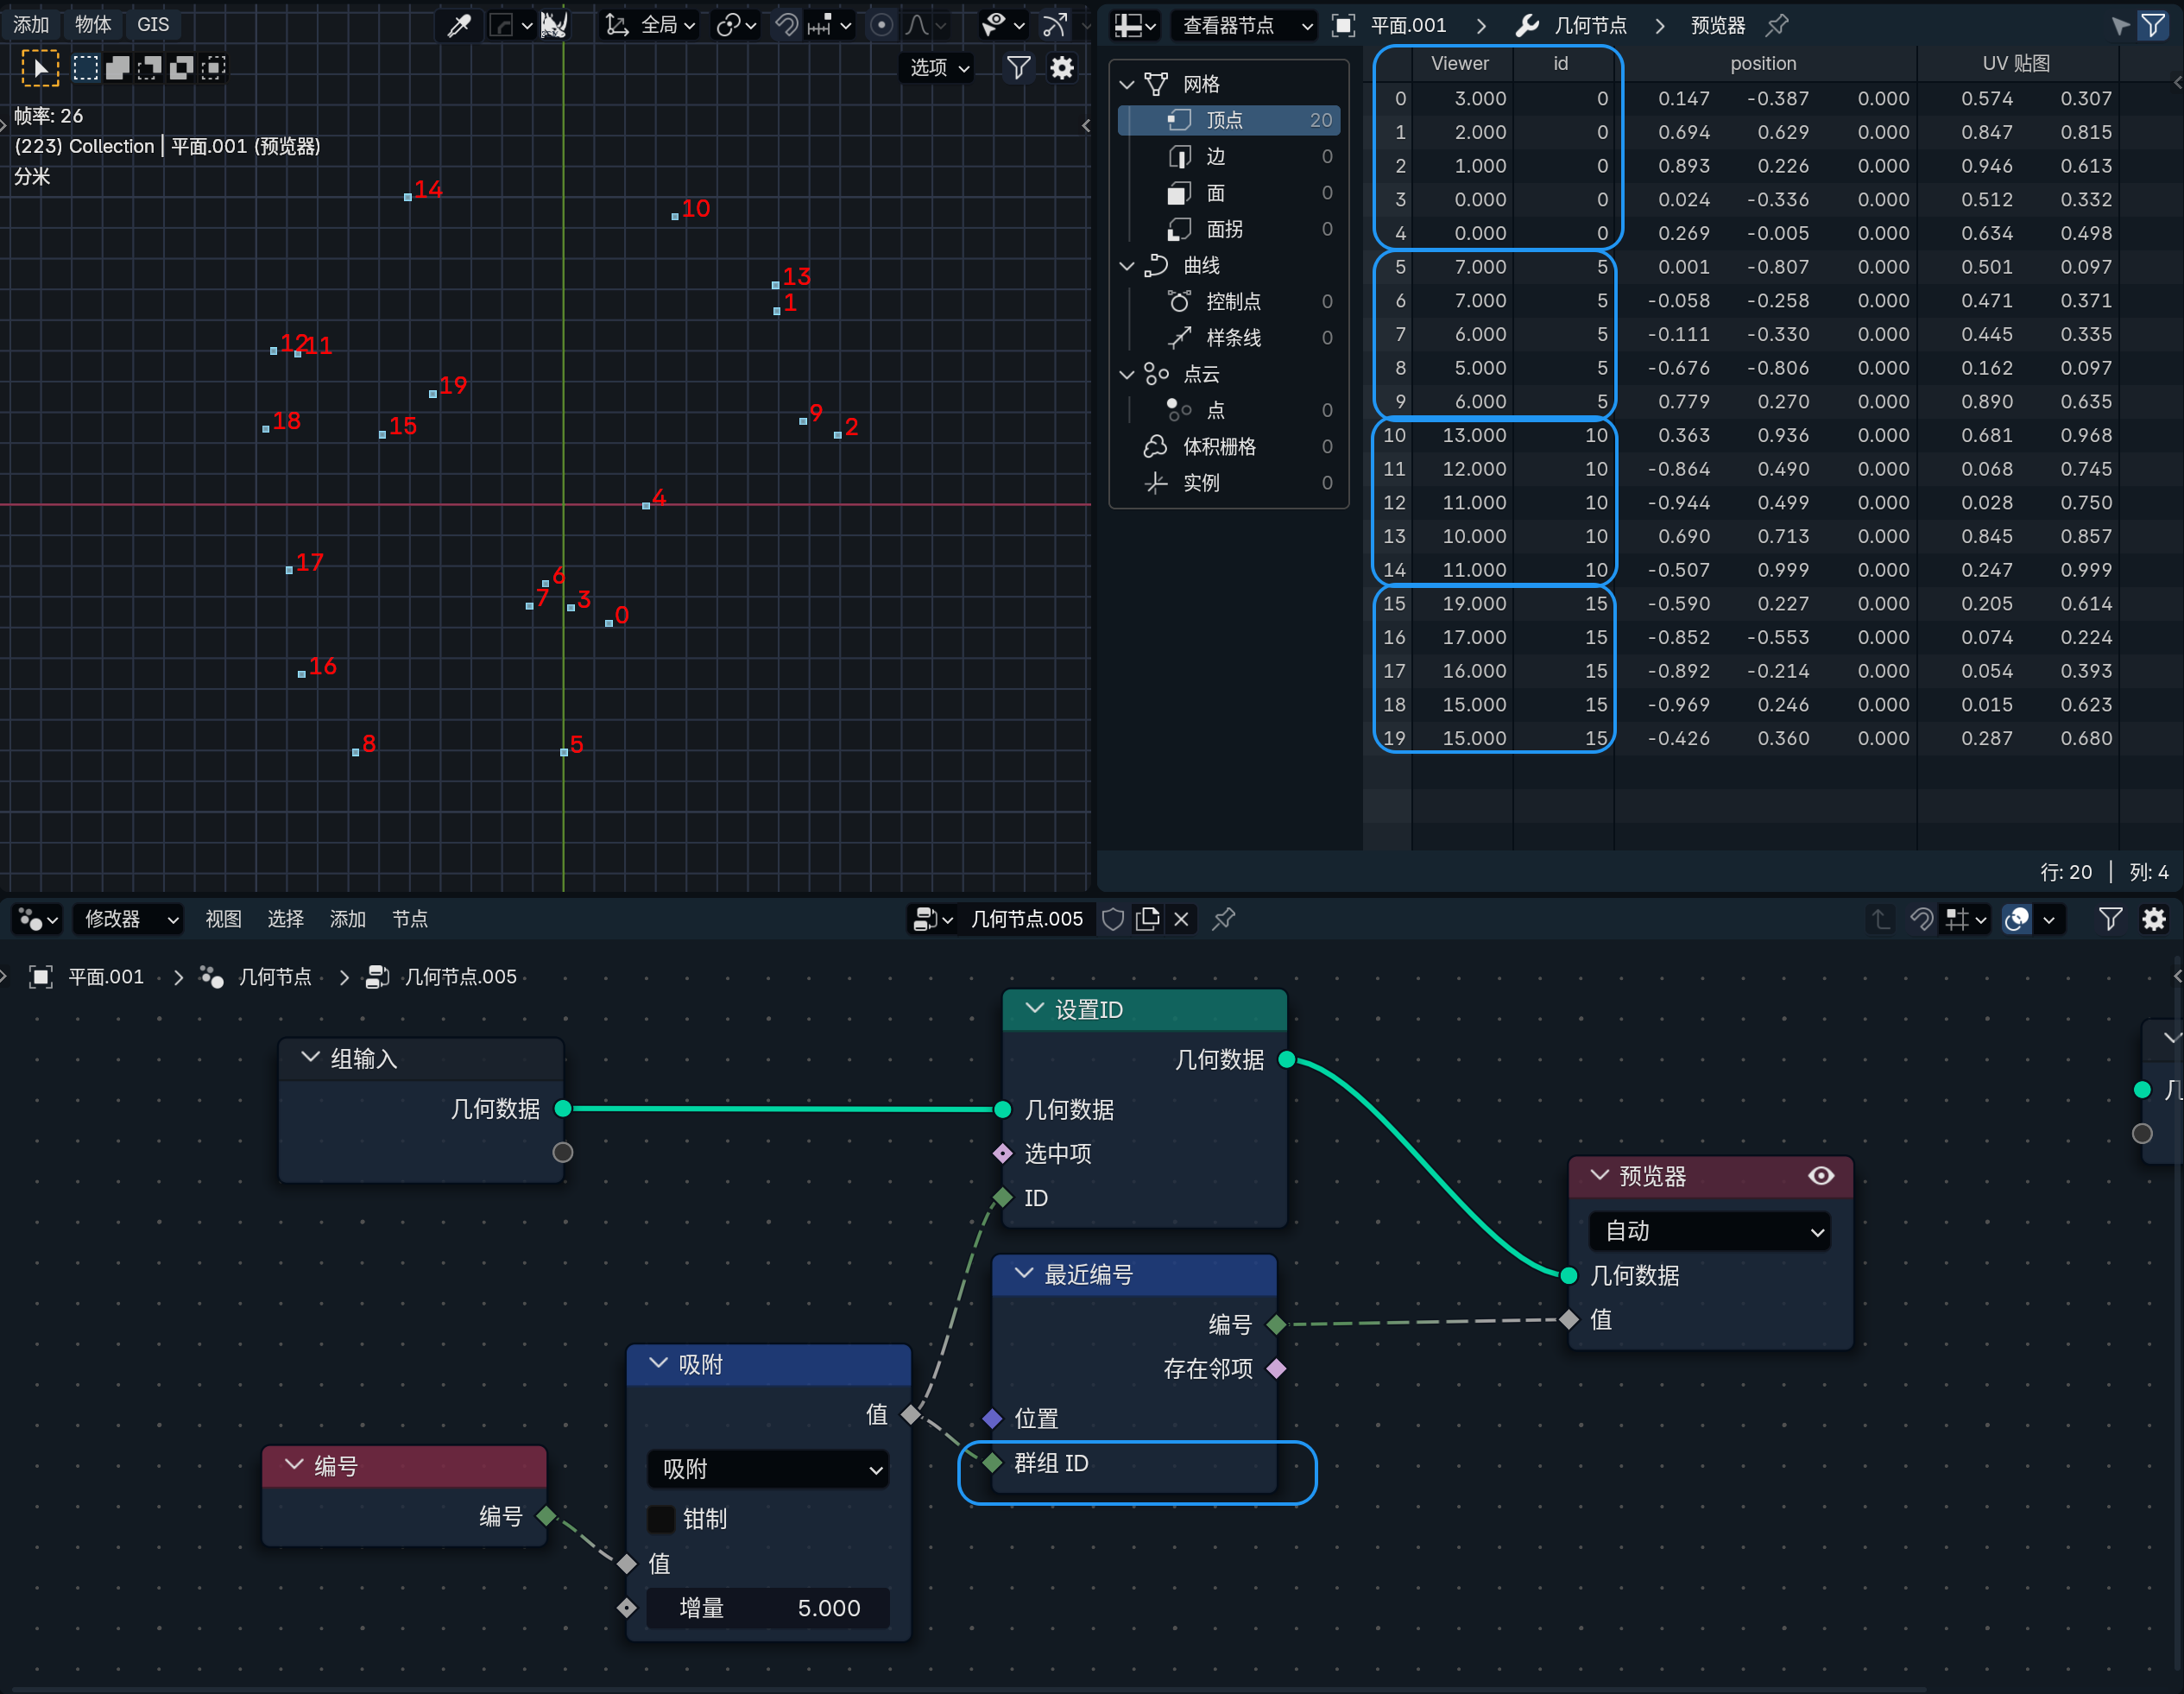 添加 物体 GIS 全局
选项
帧率: 26
(223) Collection | 平面.001 (预览器)
分米
14
10
13
1
12
11
19
18
15
9
2
4
17
6
7
3
0
16
8
5
查看器节点 平面.001 几何节点 预览器
网格
顶点 20
边 0
面 0
面拐 0
曲线
控制点 0
样条线 0
点云
点 0
体积栅格 0
实例 0
Viewer id position UV 贴图
0 3.000 0 0.147 -0.387 0.000 0.574 0.307
1 2.000 0 0.694 0.629 0.000 0.847 0.815
2 1.000 0 0.893 0.226 0.000 0.946 0.613
3 0.000 0 0.024 -0.336 0.000 0.512 0.332
4 0.000 0 0.269 -0.005 0.000 0.634 0.498
5 7.000 5 0.001 -0.807 0.000 0.501 0.097
6 7.000 5 -0.058 -0.258 0.000 0.471 0.371
7 6.000 5 -0.111 -0.330 0.000 0.445 0.335
8 5.000 5 -0.676 -0.806 0.000 0.162 0.097
9 6.000 5 0.779 0.270 0.000 0.890 0.635
10 13.000 10 0.363 0.936 0.000 0.681 0.968
11 12.000 10 -0.864 0.490 0.000 0.068 0.745
12 11.000 10 -0.944 0.499 0.000 0.028 0.750
13 10.000 10 0.690 0.713 0.000 0.845 0.857
14 11.000 10 -0.507 0.999 0.000 0.247 0.999
15 19.000 15 -0.590 0.227 0.000 0.205 0.614
16 17.000 15 -0.852 -0.553 0.000 0.074 0.224
17 16.000 15 -0.892 -0.214 0.000 0.054 0.393
18 15.000 15 -0.969 0.246 0.000 0.015 0.623
19 15.000 15 -0.426 0.360 0.000 0.287 0.680
行: 20 | 列: 4
修改器 视图 选择 添加 节点 几何节点.005
平面.001 几何节点 几何节点.005
组输入
几何数据
设置ID
几何数据
几何数据
选中项
ID
最近编号
编号
存在邻项
位置
群组 ID
预览器
自动
几何数据
值
吸附
值
吸附
钳制
值
增量 5.000
编号
编号